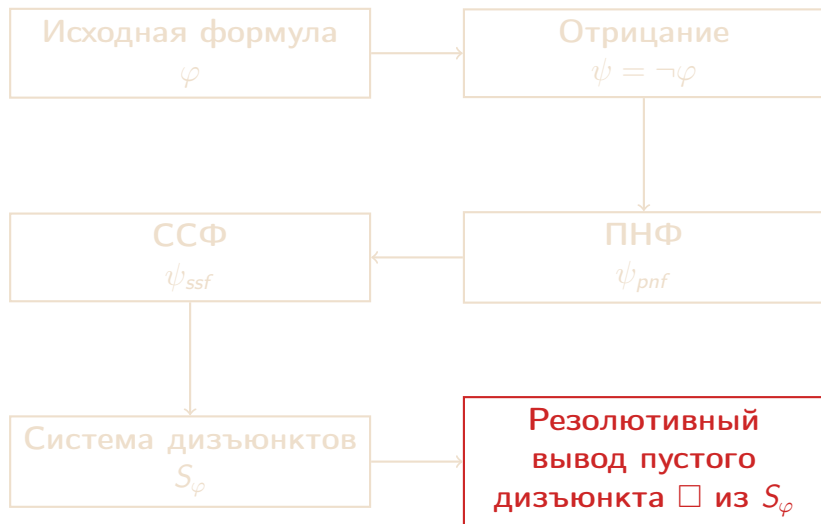 Исходная формула
φ
Отрицание
ψ = ¬φ
ССФ
ψ_ssf
ПНФ
ψ_pnf
Система дизъюнктов
S_φ
Резолютивный
вывод пустого
дизъюнкта □ из S_φ